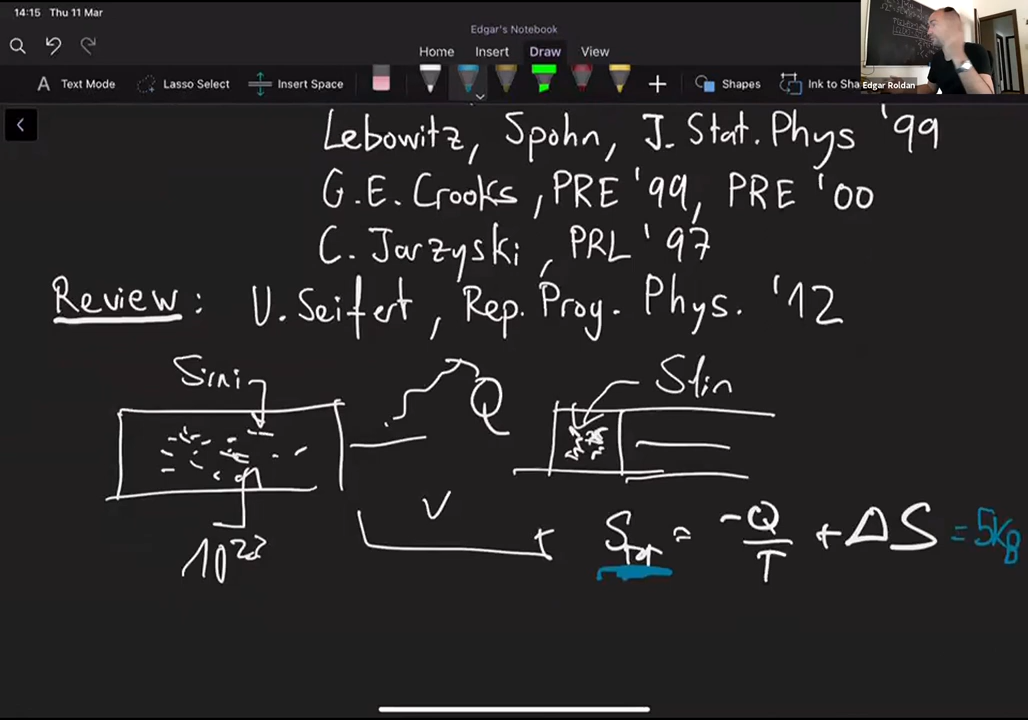 14:15 Thu 11 Mar
Edgar's Notebook
Home Insert Draw View
Text Mode Lasso Select Insert Space Shapes Ink to Sha
Edgar Roldan
Lebowitz, Spohn, J. Stat. Phys '99
G.E. Crooks, PRE '99, PRE '00
C. Jarzyski, PRL '97
Review: U. Seifert, Rep. Prog. Phys. '12
Sini Sfin
Q
10²³
V t
Stot = -Q/T + ΔS = 5kB